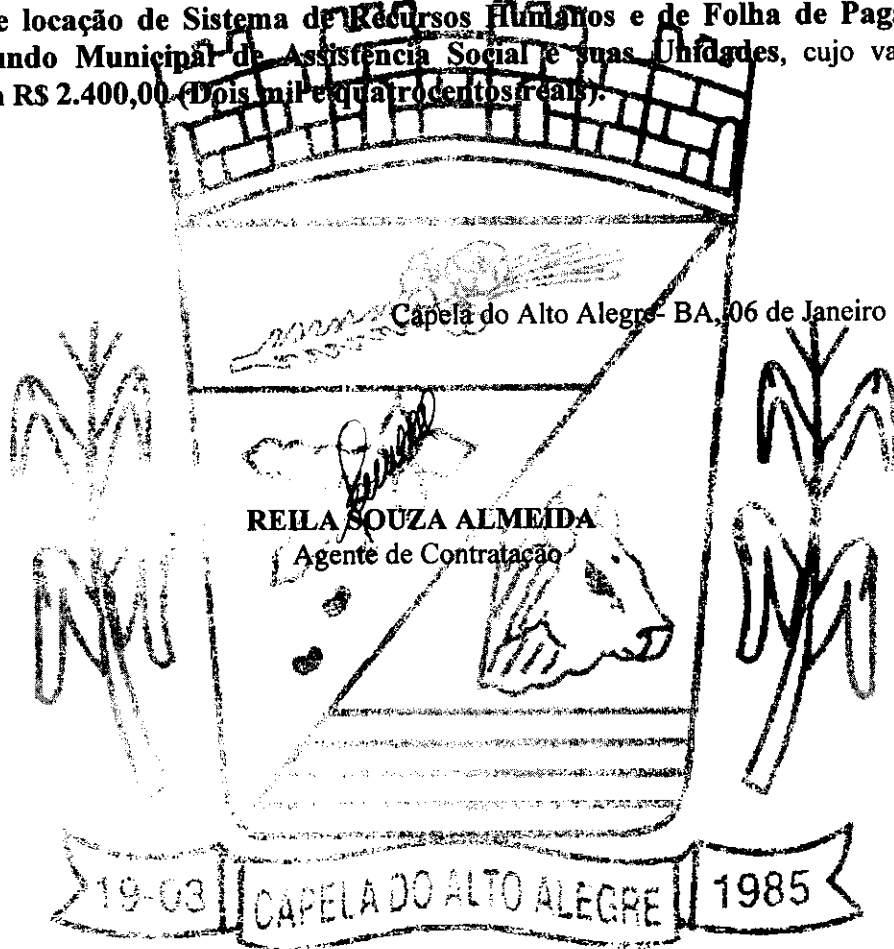 e locação de Sistema de Recursos Humanos e de Folha de Pag
undo Municipal de Assistência Social e suas Unidades, cujo va
R$ 2.400,00 (Dois mil e quatrocentos reais).
Capela do Alto Alegre- BA, 06 de Janeiro
REILA SOUZA ALMEIDA
Agente de Contratação
19-03 CAPELA DO ALTO ALEGRE 1985